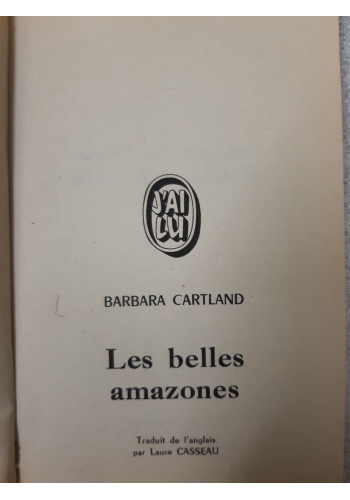 J'AI
LU
BARBARA CARTLAND
Les belles
amazones
Traduit de l'anglais
par Laure CASSEAU